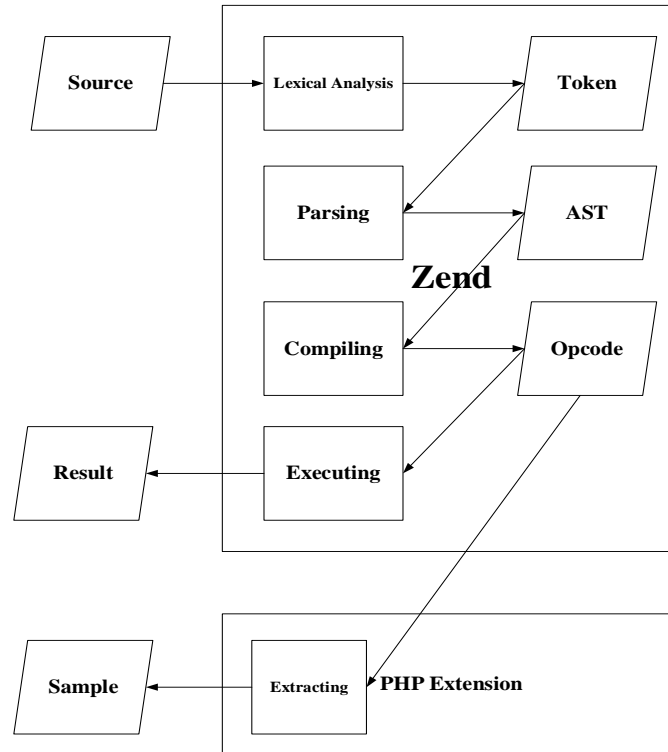 Source
Lexical Analysis
Token
Parsing
AST
Zend
Compiling
Opcode
Result
Executing
Sample
Extracting
PHP Extension